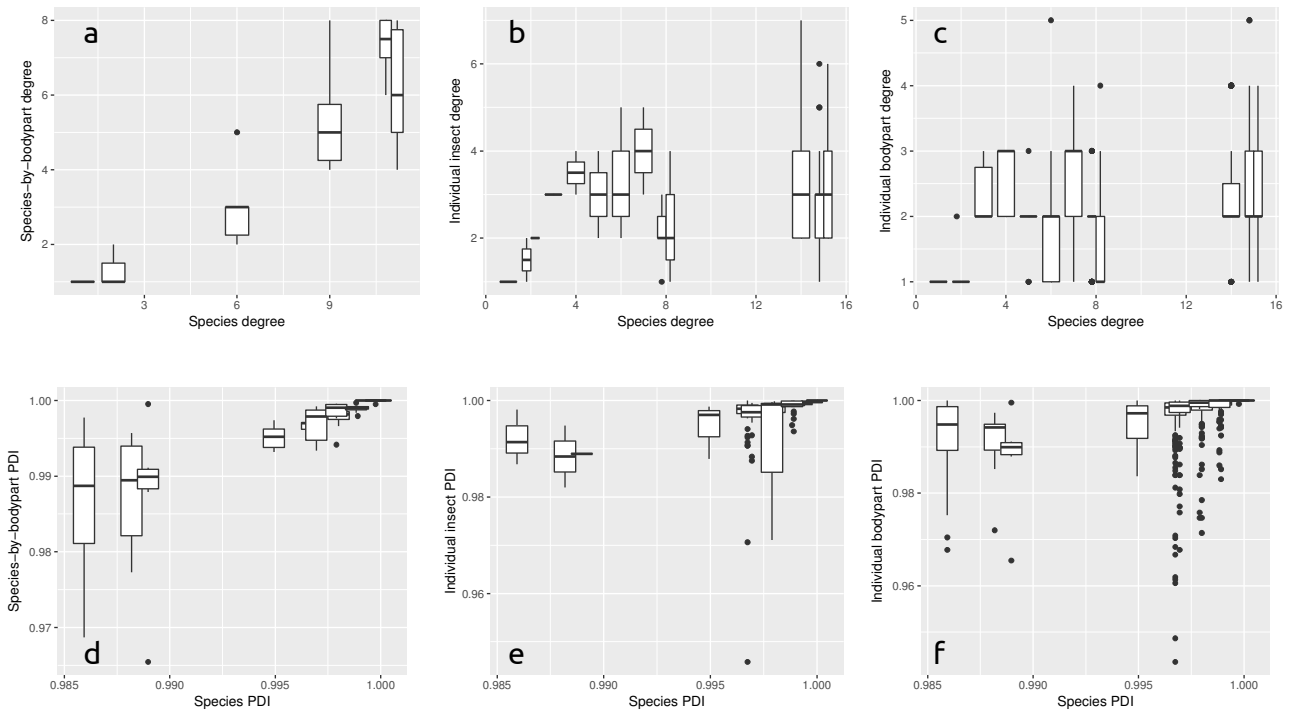 a
Species−by−bodypart degree
8
6
4
2
3
6
9
Species degree
b
Individual insect degree
6
4
2
0
4
8
12
16
Species degree
c
Individual bodypart degree
5
4
3
2
1
0
4
8
12
16
Species degree
d
Species−by−bodypart PDI
1.00
0.99
0.98
0.97
0.985
0.990
0.995
1.000
Species PDI
e
Individual insect PDI
1.00
0.98
0.96
0.985
0.990
0.995
1.000
Species PDI
f
Individual bodypart PDI
1.00
0.98
0.96
0.985
0.990
0.995
1.000
Species PDI